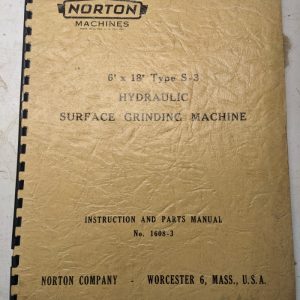 NORTON
MACHINES
6" x 18" Type S-3
HYDRAULIC
SURFACE GRINDING MACHINE
INSTRUCTION AND PARTS MANUAL
No. 1608-3
NORTON COMPANY - WORCESTER 6, MASS., U.S.A.